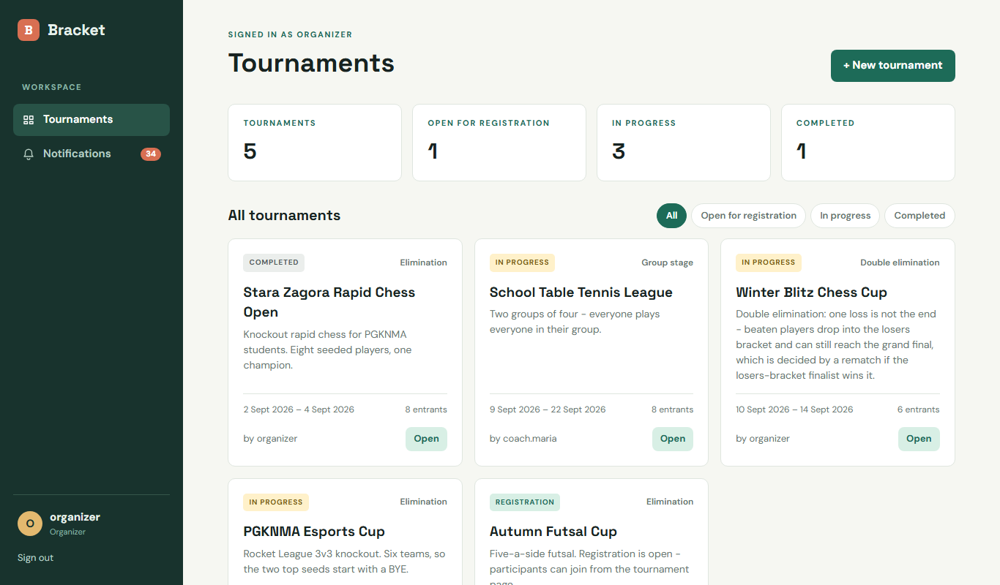 B Bracket
WORKSPACE
Tournaments
Notifications 34
organizer
O
Organizer
Sign out
SIGNED IN AS ORGANIZER
Tournaments
+ New tournament
TOURNAMENTS
5
OPEN FOR REGISTRATION
1
IN PROGRESS
3
COMPLETED
1
All tournaments
All Open for registration In progress Completed
COMPLETED Elimination
Stara Zagora Rapid Chess
Open
Knockout rapid chess for PGKNMA
students. Eight seeded players, one
champion.
2 Sept 2026 – 4 Sept 2026 8 entrants
by organizer Open
IN PROGRESS Group stage
School Table Tennis League
Two groups of four - everyone plays
everyone in their group.
9 Sept 2026 – 22 Sept 2026 8 entrants
by coach.maria Open
IN PROGRESS Double elimination
Winter Blitz Chess Cup
Double elimination: one loss is not the end
- beaten players drop into the losers
bracket and can still reach the grand final,
which is decided by a rematch if the
losers-bracket finalist wins it.
10 Sept 2026 – 14 Sept 2026 6 entrants
by organizer Open
IN PROGRESS Elimination
PGKNMA Esports Cup
Rocket League 3v3 knockout. Six teams, so
the two top seeds start with a BYE.
REGISTRATION Elimination
Autumn Futsal Cup
Five-a-side futsal. Registration is open -
participants can join from the tournament
page.